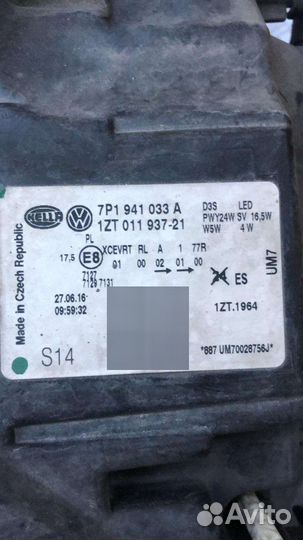 HELLA
7P1 941 033 A
1ZT 011 937-21
D3S LED
PWY24W SV 16,5W
W5W 4 W
Made in Czech Republic
PL
17,5 E8 XCEVRT RL A 1 77R
01 00 02 → 01 → 00
7127
7129 7131
27.06.16
09:59:32
ES
UM7
1ZT.1964
S14
*887 UM70028756J*
Avito